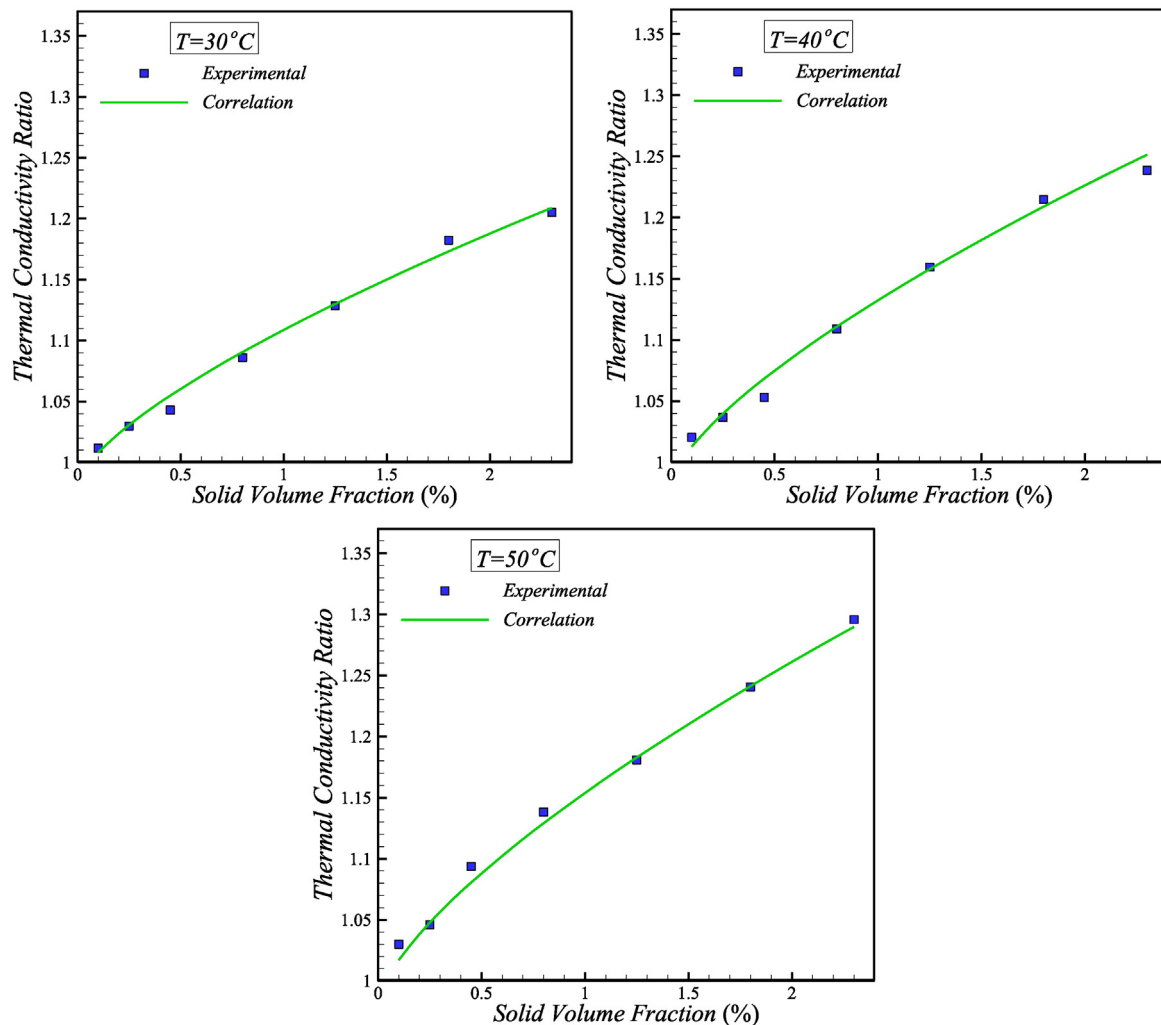 T=30°C
Experimental
Correlation
Thermal Conductivity Ratio
1.35
1.3
1.25
1.2
1.15
1.1
1.05
1
0 0.5 1 1.5 2
Solid Volume Fraction (%)
T=40°C
Experimental
Correlation
Thermal Conductivity Ratio
1.35
1.3
1.25
1.2
1.15
1.1
1.05
1
0 0.5 1 1.5 2
Solid Volume Fraction (%)
T=50°C
Experimental
Correlation
Thermal Conductivity Ratio
1.35
1.3
1.25
1.2
1.15
1.1
1.05
1
0 0.5 1 1.5 2
Solid Volume Fraction (%)